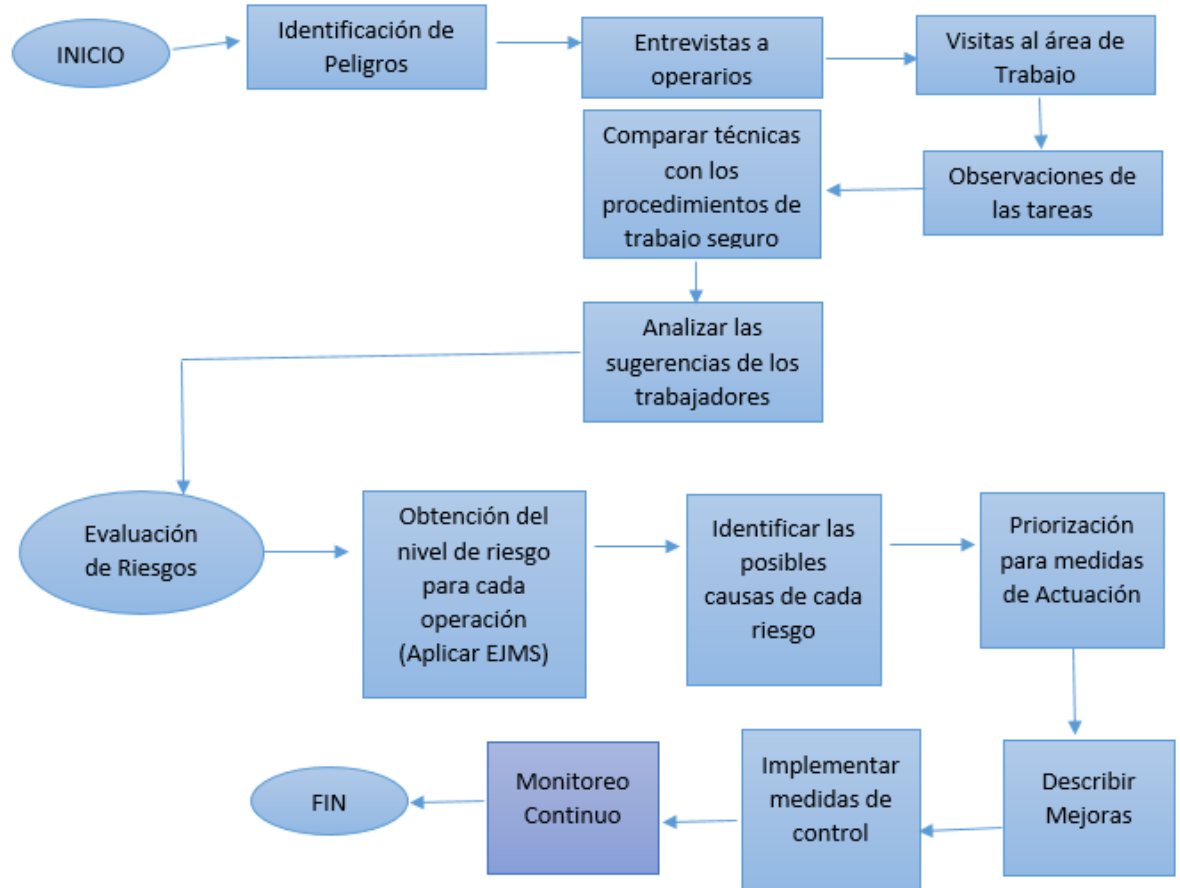 INICIO
Identificación de
Peligros
Entrevistas a
operarios
Visitas al área de
Trabajo
Observaciones de
las tareas
Comparar técnicas
con los
procedimientos de
trabajo seguro
Analizar las
sugerencias de los
trabajadores
Evaluación
de Riesgos
Obtención del
nivel de riesgo
para cada
operación
(Aplicar EJMS)
Identificar las
posibles
causas de cada
riesgo
Priorización
para medidas
de Actuación
Describir
Mejoras
Implementar
medidas de
control
Monitoreo
Continuo
FIN